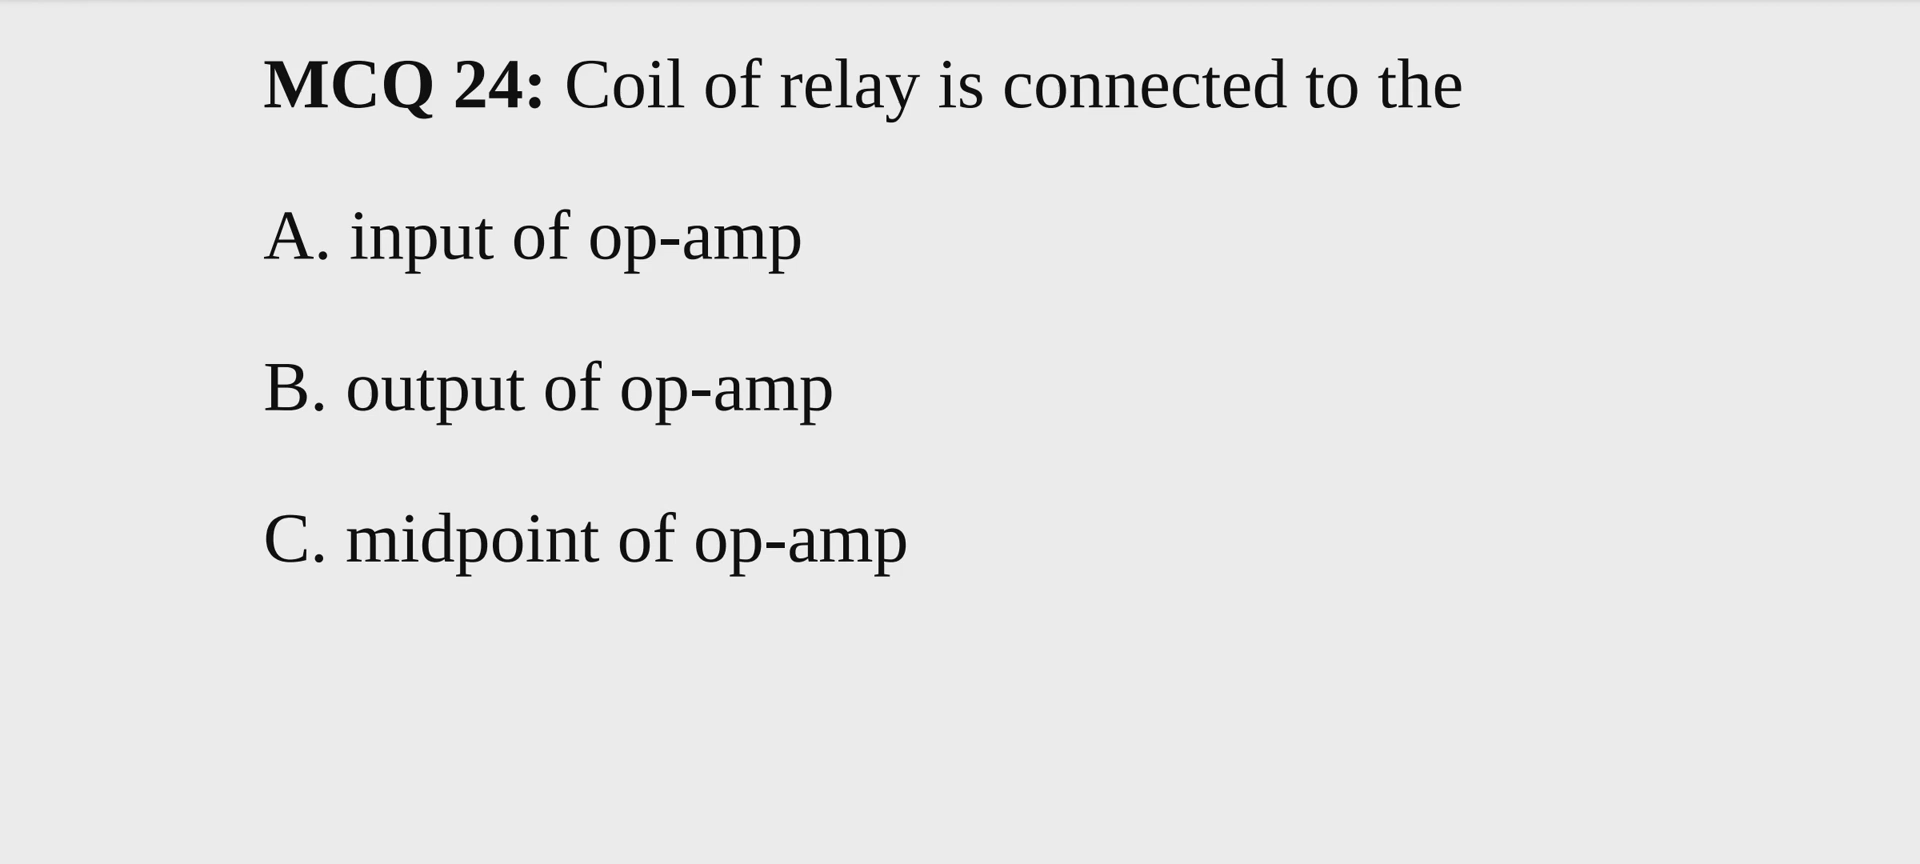 MCQ 24: Coil of relay is connected to the
A. input of op-amp
B. output of op-amp
C. midpoint of op-amp